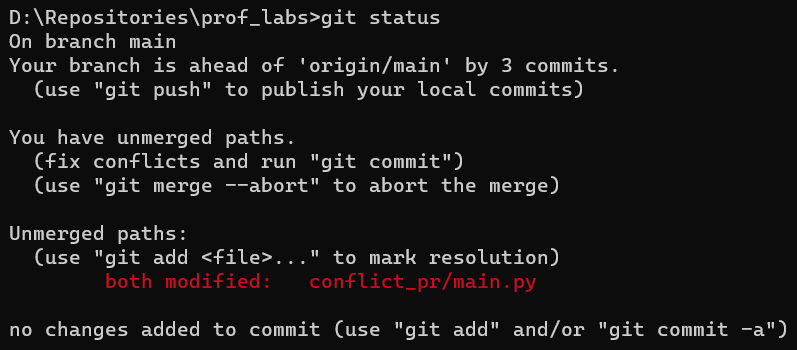 D:\Repositories\prof_labs>git status
On branch main
Your branch is ahead of 'origin/main' by 3 commits.
  (use "git push" to publish your local commits)

You have unmerged paths.
  (fix conflicts and run "git commit")
  (use "git merge --abort" to abort the merge)

Unmerged paths:
  (use "git add <file>..." to mark resolution)
        both modified:   conflict_pr/main.py

no changes added to commit (use "git add" and/or "git commit -a")